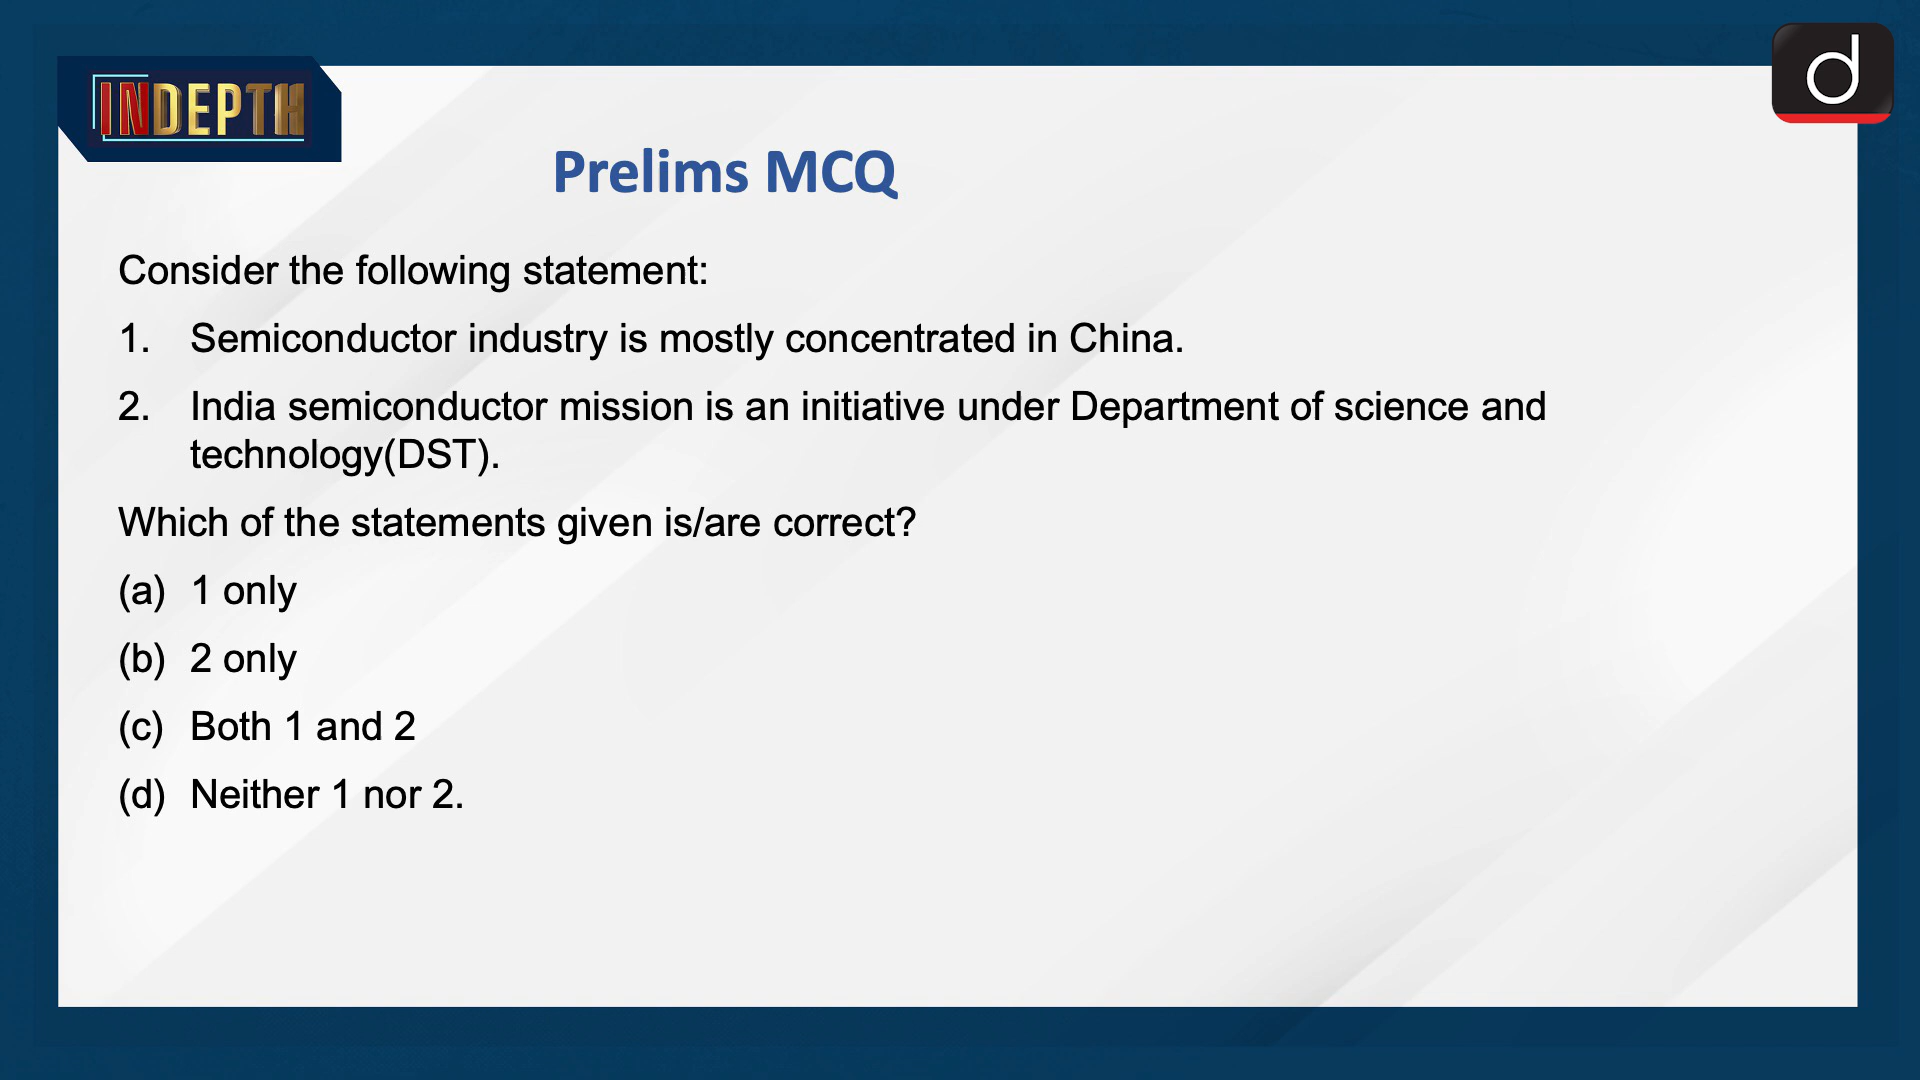 INDEPTH
d
Prelims MCQ
Consider the following statement:
1. Semiconductor industry is mostly concentrated in China.
2. India semiconductor mission is an initiative under Department of science and
technology(DST).
Which of the statements given is/are correct?
(a) 1 only
(b) 2 only
(c) Both 1 and 2
(d) Neither 1 nor 2.